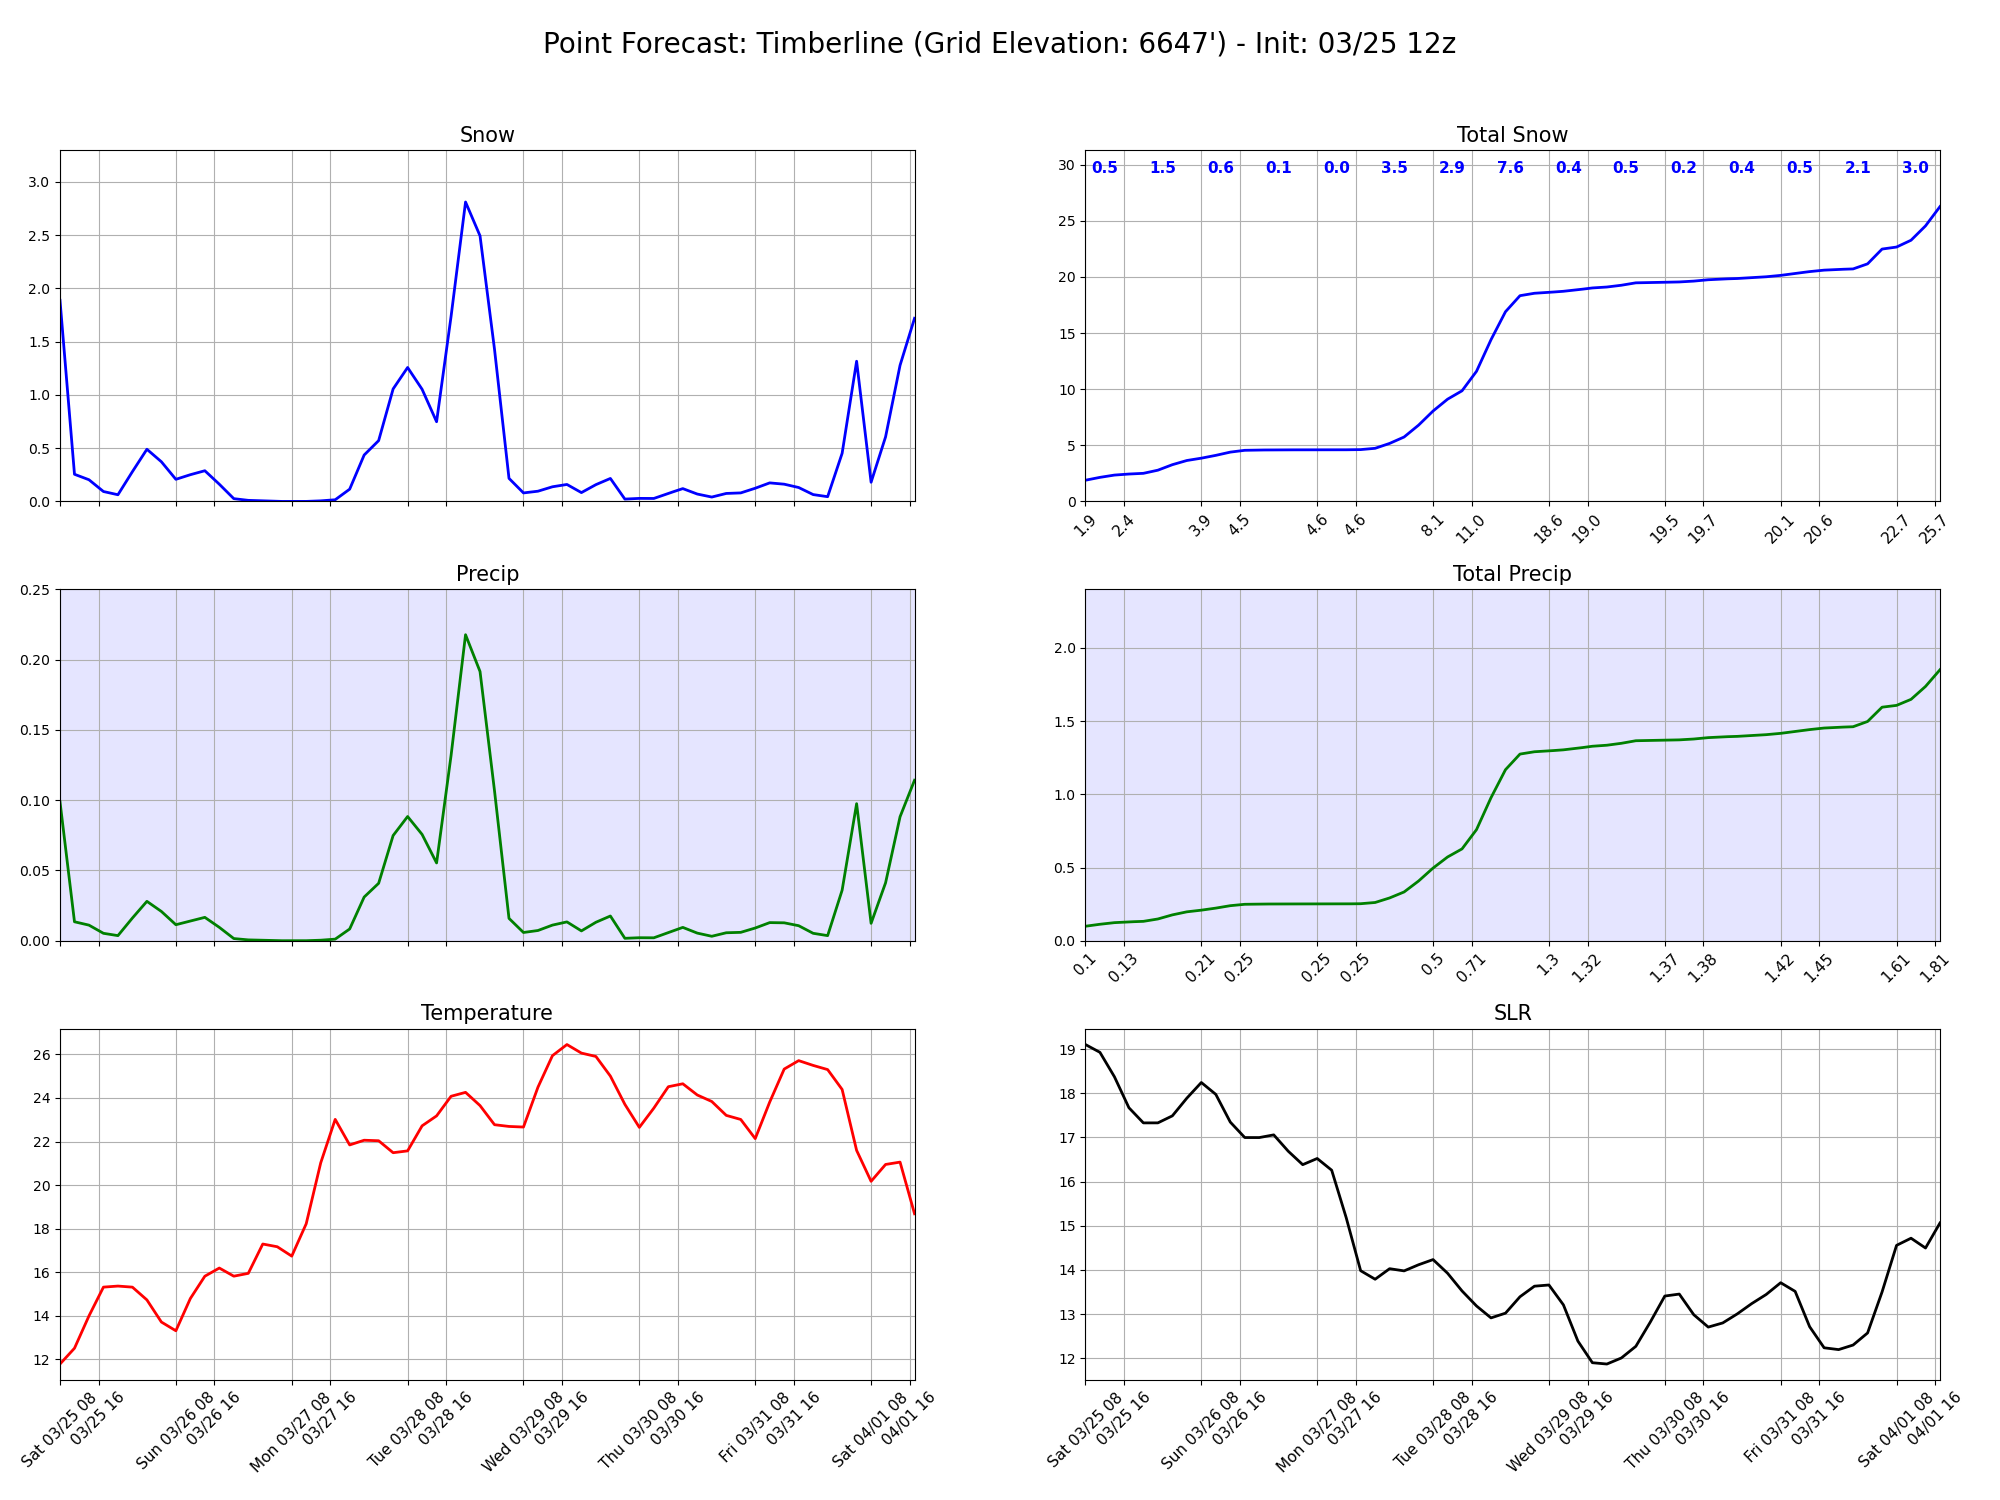 Point Forecast: Timberline (Grid Elevation: 6647') - Init: 03/25 12z
Snow
3.0
2.5
2.0
1.5
1.0
0.5
0.0
Total Snow
30
25
20
15
10
5
0
0.5 1.5 0.6 0.1 0.0 3.5 2.9 7.6 0.4 0.5 0.2 0.4 0.5 2.1 3.0
1.9 2.4 3.9 4.5 4.6 4.6 8.1 11.0 18.6 19.0 19.5 19.7 20.1 20.6 22.7 25.7
Precip
0.25
0.20
0.15
0.10
0.05
0.00
Total Precip
2.0
1.5
1.0
0.5
0.0
0.1 0.13 0.21 0.25 0.25 0.25 0.5 0.71 1.3 1.32 1.37 1.38 1.42 1.45 1.61 1.81
Temperature
26
24
22
20
18
16
14
12
Sat 03/25 08
03/25 16
Sun 03/26 08
03/26 16
Mon 03/27 08
03/27 16
Tue 03/28 08
03/28 16
Wed 03/29 08
03/29 16
Thu 03/30 08
03/30 16
Fri 03/31 08
03/31 16
Sat 04/01 08
04/01 16
SLR
19
18
17
16
15
14
13
12
Sat 03/25 08
03/25 16
Sun 03/26 08
03/26 16
Mon 03/27 08
03/27 16
Tue 03/28 08
03/28 16
Wed 03/29 08
03/29 16
Thu 03/30 08
03/30 16
Fri 03/31 08
03/31 16
Sat 04/01 08
04/01 16